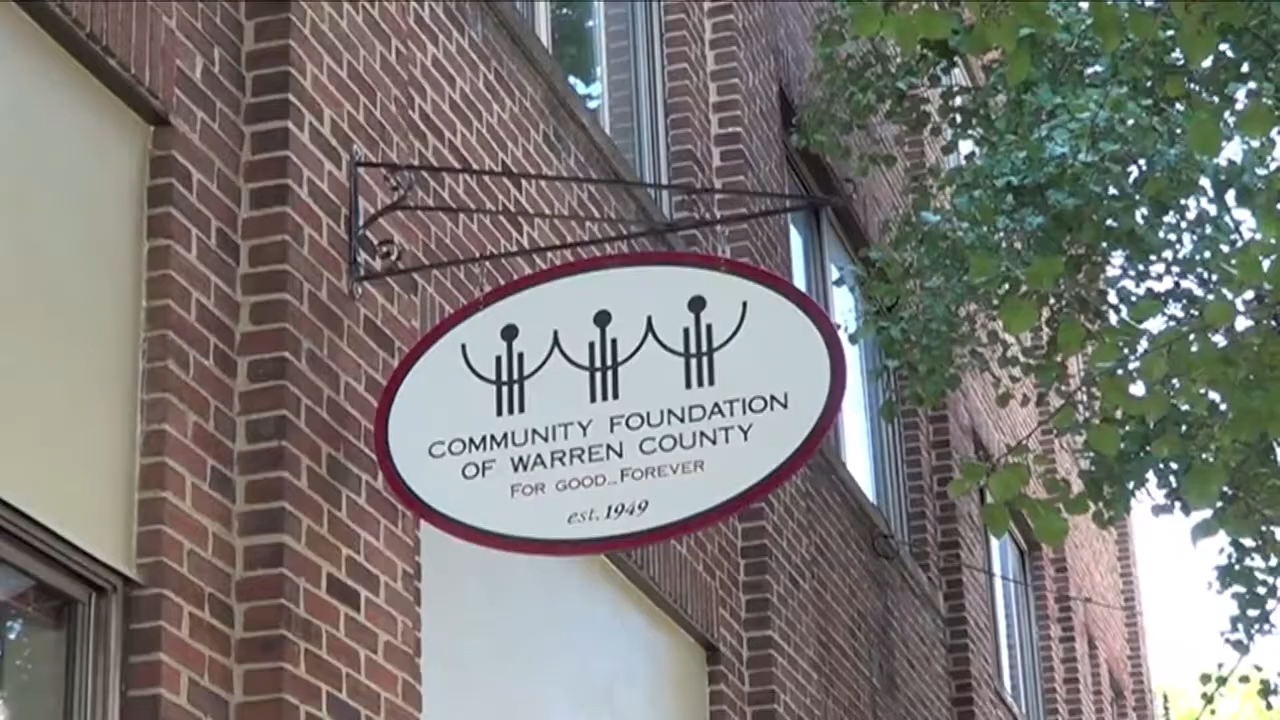 COMMUNITY FOUNDATION
OF WARREN COUNTY
FOR GOOD...FOREVER
est. 1949